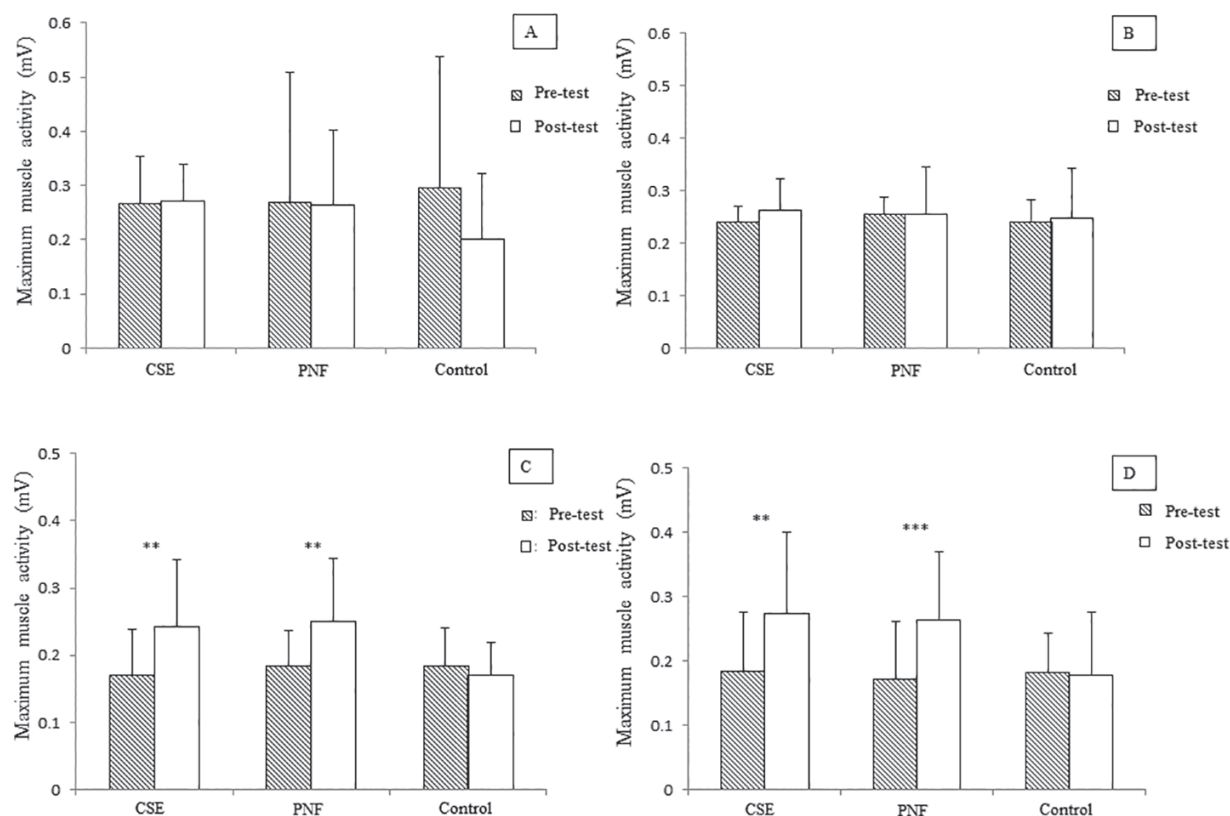 A
Maximum muscle activity (mV)
0.6
0.5
0.4
0.3
0.2
0.1
0
Pre-test
Post-test
CSE PNF Control
B
Maximum muscle activity (mV)
0.6
0.5
0.4
0.3
0.2
0.1
0
Pre-test
Post-test
CSE PNF Control
C
Maximum muscle activity (mV)
0.5
0.4
0.3
0.2
0.1
0
: Pre-test
: Post-test
** **
CSE PNF Control
D
Maximum muscle activity (mV)
0.5
0.4
0.3
0.2
0.1
0
Pre-test
Post-test
** ***
CSE PNF Control